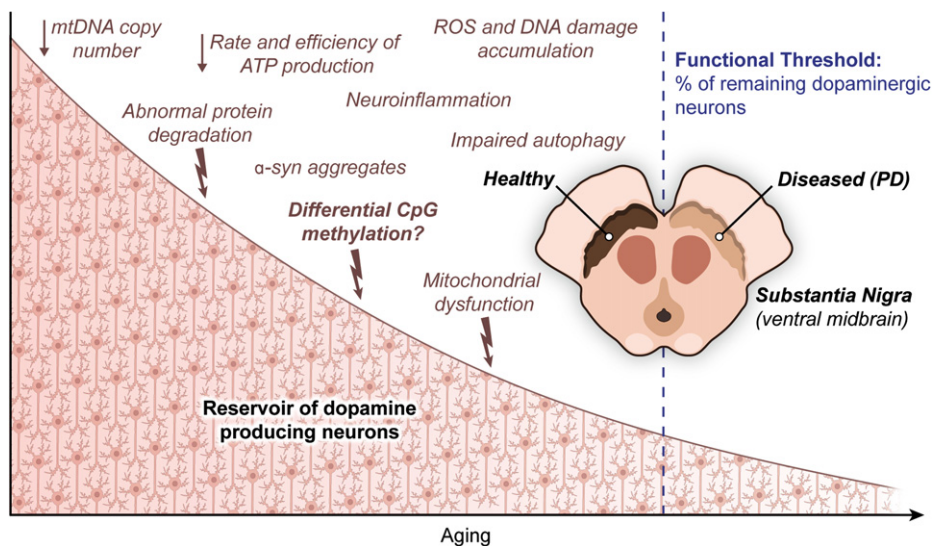 mtDNA copy
number
Rate and efficiency of
ATP production
ROS and DNA damage
accumulation
Functional Threshold:
% of remaining dopaminergic
neurons
Neuroinflammation
Abnormal protein
degradation
Impaired autophagy
α-syn aggregates
Healthy
Diseased (PD)
Differential CpG
methylation?
Mitochondrial
dysfunction
Substantia Nigra
(ventral midbrain)
Reservoir of dopamine
producing neurons
Aging